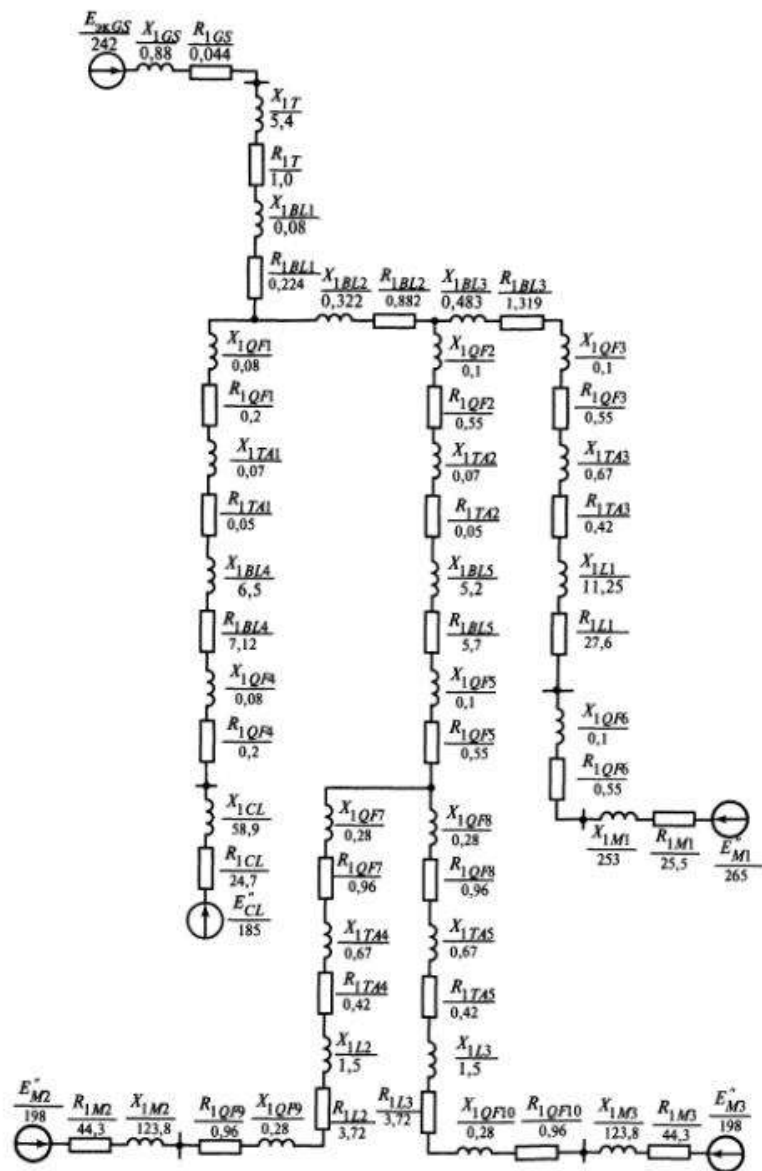 E_экGS X_1GS R_1GS
242 0,88 0,044
X_1T
5,4
R_1T
1,0
X_1BL1
0,08
R_1BL1
0,224
X_1BL2 R_1BL2 X_1BL3 R_1BL3
0,322 0,882 0,483 1,319
X_1QF1 X_1QF2 X_1QF3
0,08 0,1 0,1
R_1QF1 R_1QF2 R_1QF3
0,2 0,55 0,55
X_1TA1 X_1TA2 X_1TA3
0,07 0,07 0,67
R_1TA1 R_1TA2 R_1TA3
0,05 0,05 0,42
X_1BL4 X_1BL5 X_1L1
6,5 5,2 11,25
R_1BL4 R_1BL5 R_1L1
7,12 5,7 27,6
X_1QF4 X_1QF5
0,08 0,1
X_1QF6
0,1
R_1QF4 R_1QF5
0,2 0,55
R_1QF6
0,55
X_1CL X_1QF7 X_1QF8
58,9 0,28 0,28
X_1M1 R_1M1 E"_M1
253 25,5 265
R_1CL R_1QF7 R_1QF8
24,7 0,96 0,96
E"_CL
185
X_1TA4 X_1TA5
0,67 0,67
R_1TA4 R_1TA5
0,42 0,42
X_1L2 X_1L3
1,5 1,5
E"_M2 R_1M2 X_1M2 R_1QF9 X_1QF9 R_1L2 R_1L3 X_1QF10 R_1QF10 X_1M3 R_1M3 E"_M3
198 44,3 123,8 0,96 0,28 3,72 3,72 0,28 0,96 123,8 44,3 198